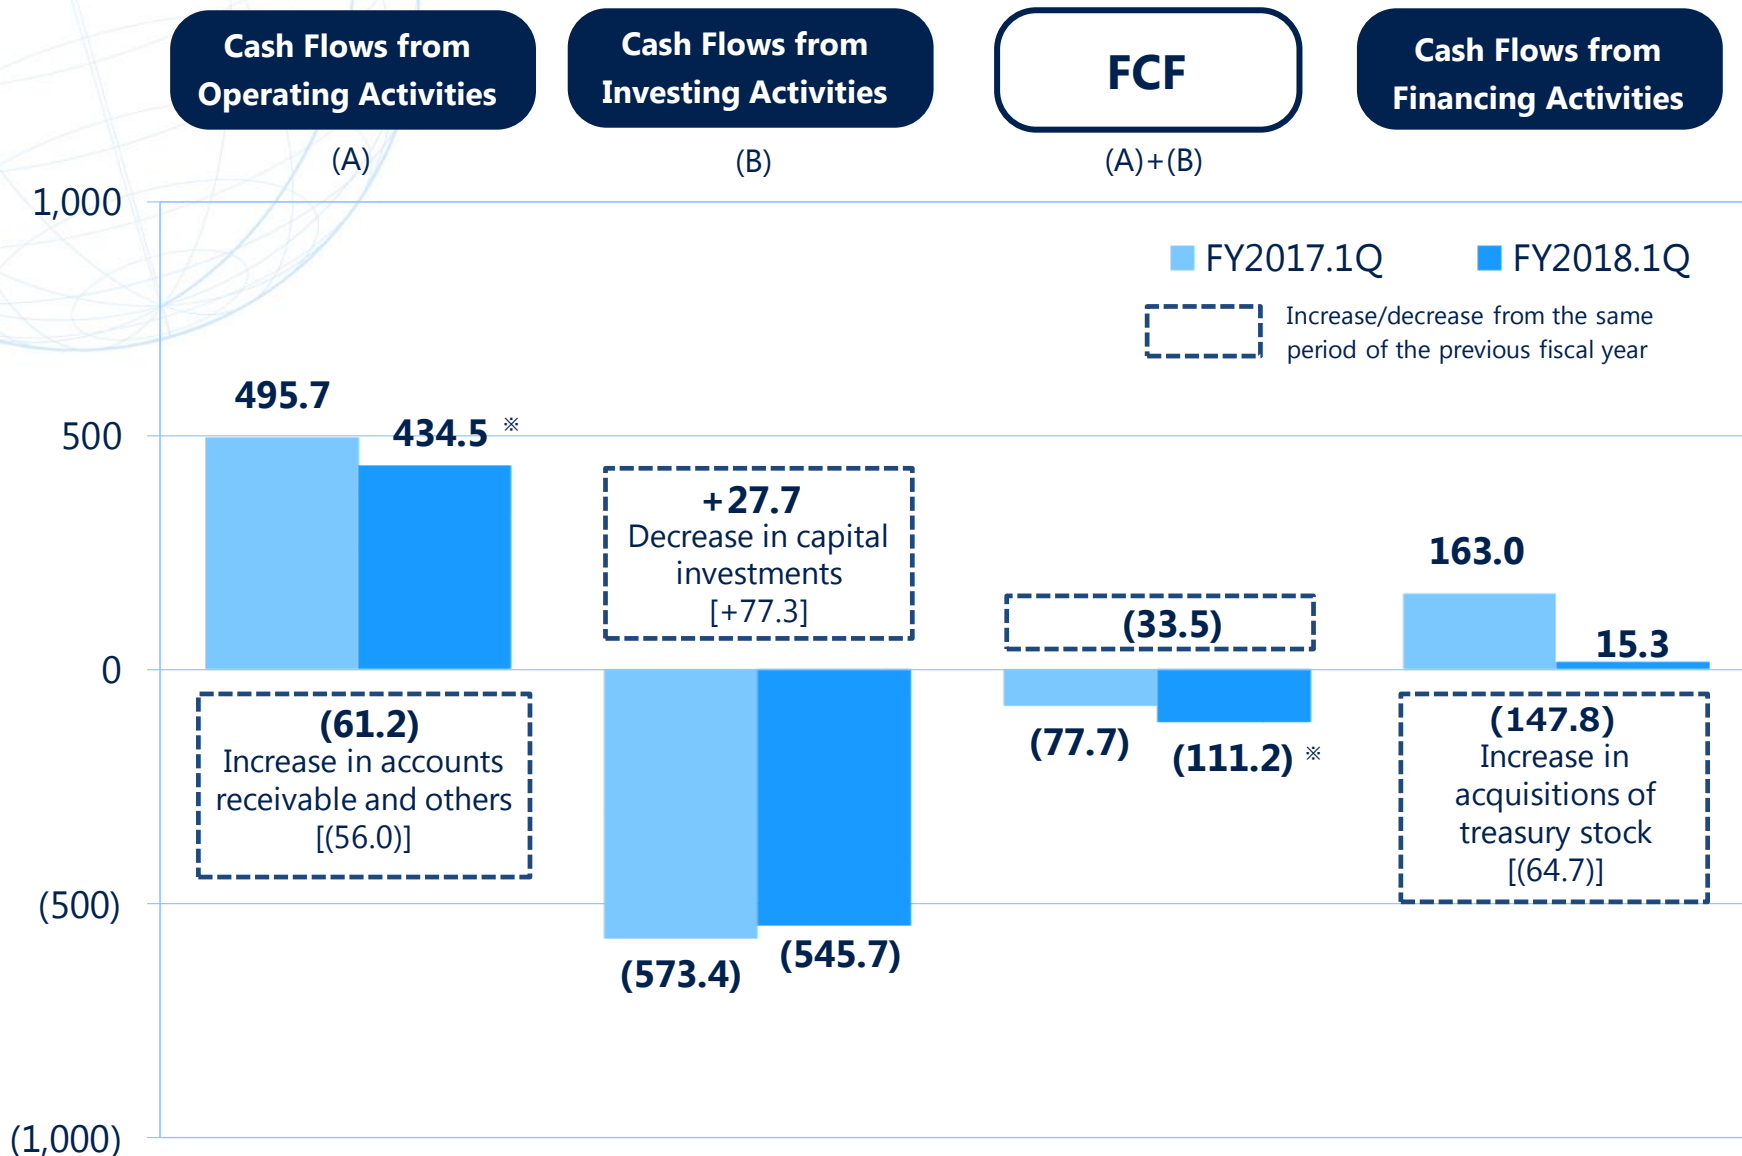 Cash Flows from
Operating Activities
(A)
Cash Flows from
Investing Activities
(B)
FCF
(A)+(B)
Cash Flows from
Financing Activities
1,000
500
0
(500)
(1,000)
FY2017.1Q
FY2018.1Q
Increase/decrease from the same
period of the previous fiscal year
495.7
434.5 ※
(61.2)
Increase in accounts
receivable and others
[(56.0)]
+27.7
Decrease in capital
investments
[+77.3]
(573.4)
(545.7)
(33.5)
(77.7)
(111.2) ※
163.0
15.3
(147.8)
Increase in
acquisitions of
treasury stock
[(64.7)]